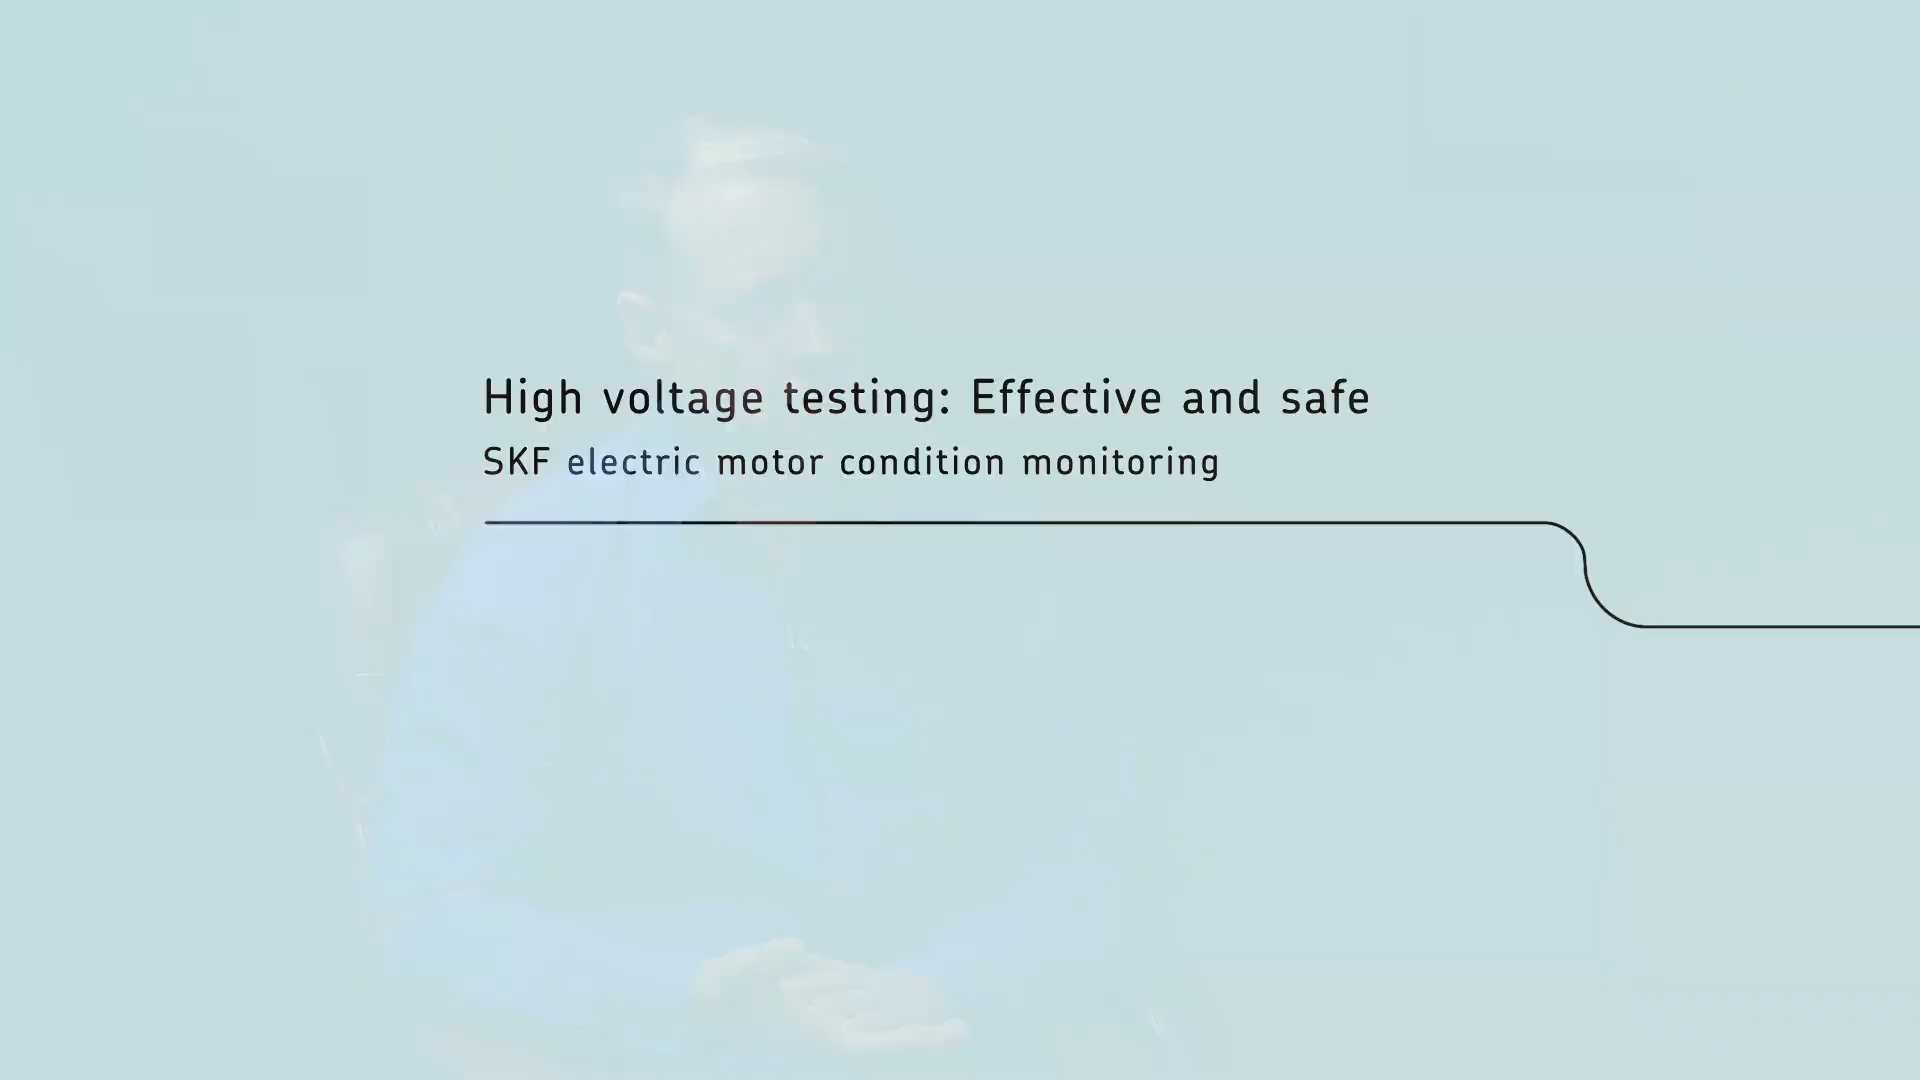 High voltage testing: Effective and safe
SKF electric motor condition monitoring